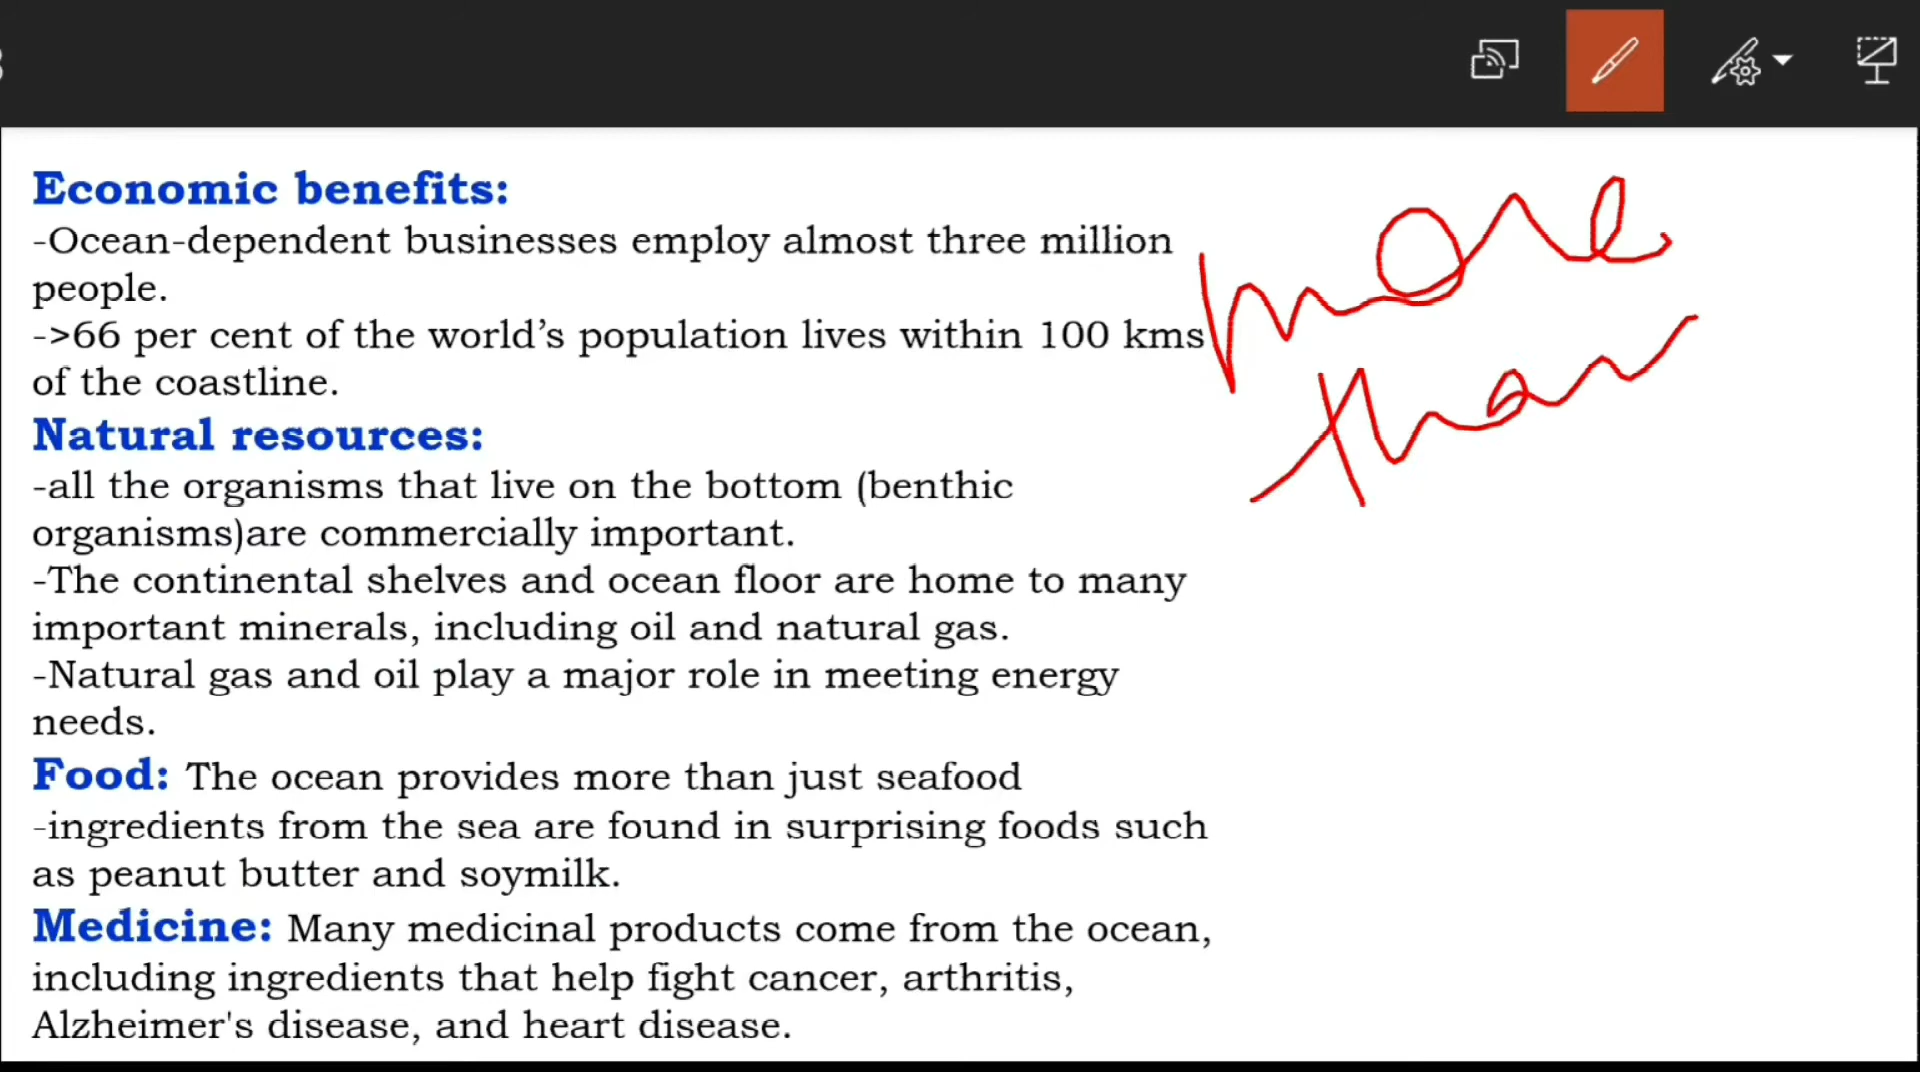 Economic benefits:
-Ocean-dependent businesses employ almost three million
people.
->66 per cent of the world’s population lives within 100 kms
of the coastline.
more
than
Natural resources:
-all the organisms that live on the bottom (benthic
organisms)are commercially important.
-The continental shelves and ocean floor are home to many
important minerals, including oil and natural gas.
-Natural gas and oil play a major role in meeting energy
needs.
Food: The ocean provides more than just seafood
-ingredients from the sea are found in surprising foods such
as peanut butter and soymilk.
Medicine: Many medicinal products come from the ocean,
including ingredients that help fight cancer, arthritis,
Alzheimer's disease, and heart disease.